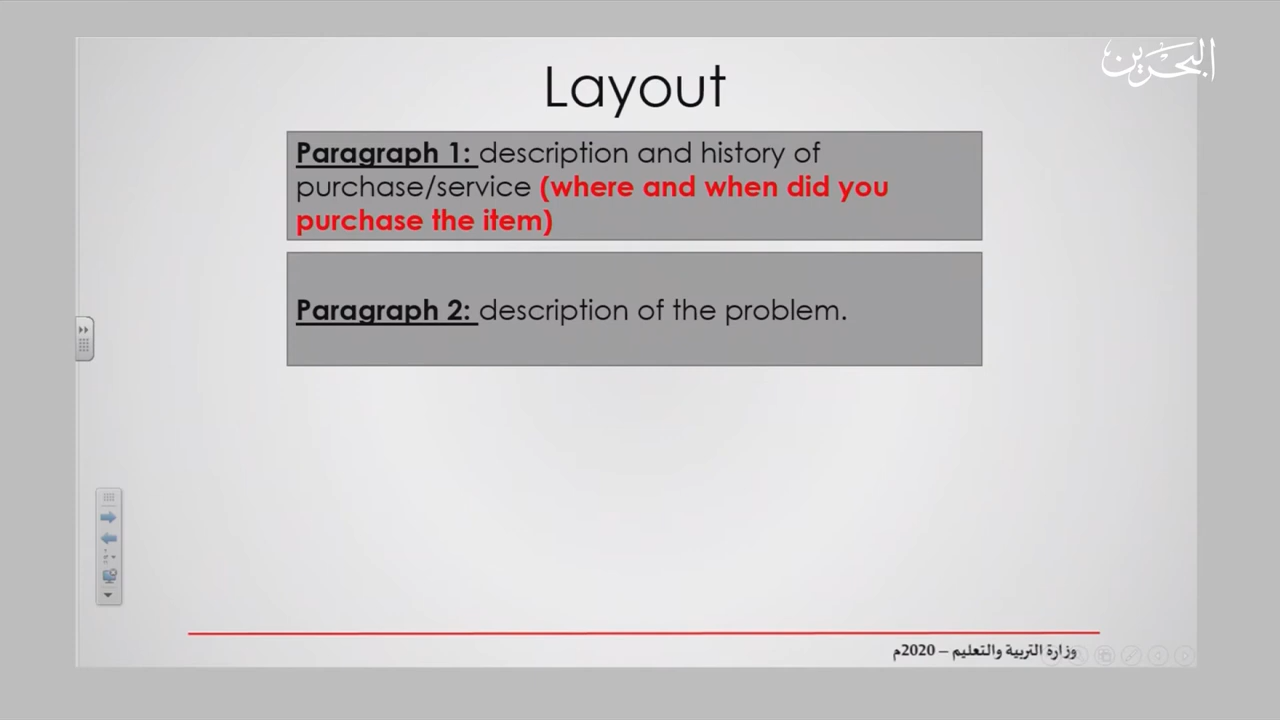 البحرين
Layout
Paragraph 1: description and history of
purchase/service (where and when did you
purchase the item)
Paragraph 2: description of the problem.
وزارة التربية والتعليم – 2020م